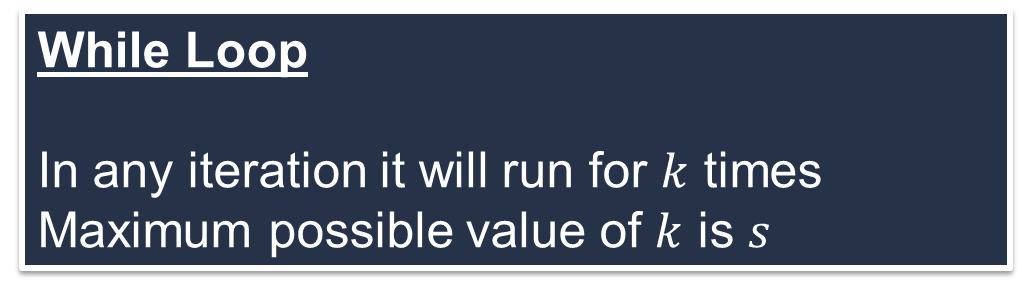 While Loop
In any iteration it will run for k times
Maximum possible value of k is s